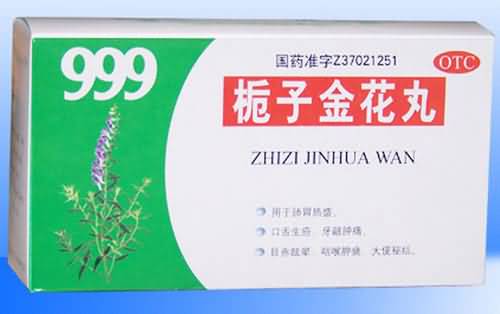 999
国药准字Z37021251
OTC
栀子金花丸
ZHIZI JINHUA WAN
用于肺胃热盛,
口舌生疮, 牙龈肿痛,
目赤眩晕, 咽喉肿痛, 大便秘结。